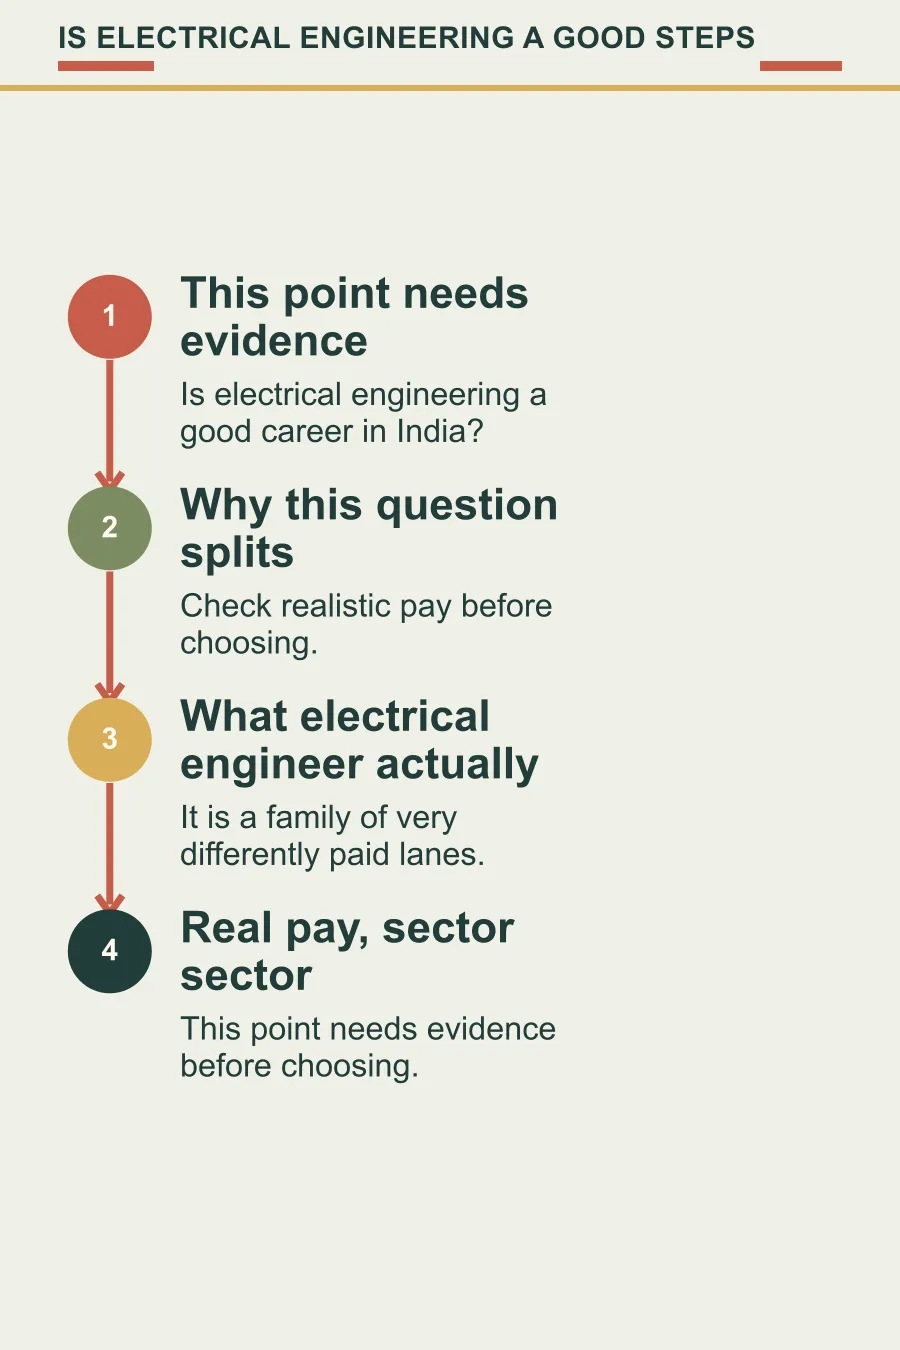 IS ELECTRICAL ENGINEERING A GOOD STEPS
1
This point needs
evidence
Is electrical engineering a
good career in India?
2
Why this question
splits
Check realistic pay before
choosing.
3
What electrical
engineer actually
It is a family of very
differently paid lanes.
4
Real pay, sector
sector
This point needs evidence
before choosing.